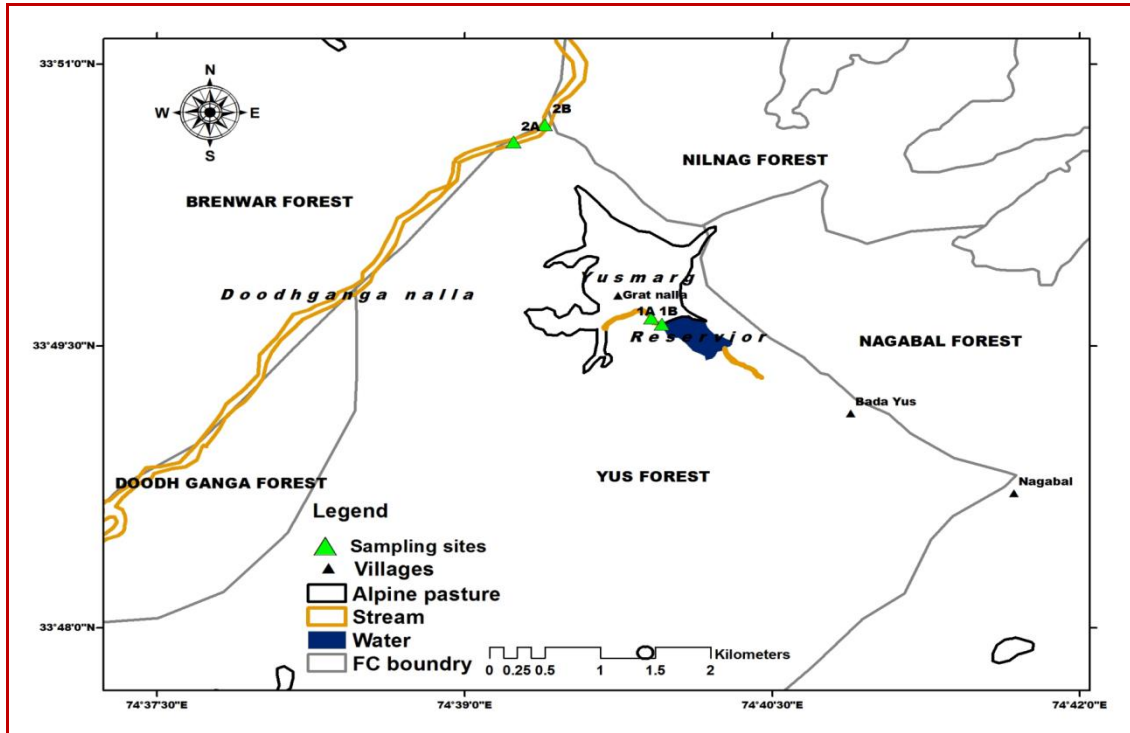 33°51'0"N
N
W
E
S
2B
2A
NILNAG FOREST
BRENWAR FOREST
Yusmarg
Doodhganga nalla
Grat nalla
1A 1B
Reservior
33°49'30"N
NAGABAL FOREST
Bada Yus
DOODH GANGA FOREST
YUS FOREST
Nagabal
Legend
Sampling sites
Villages
Alpine pasture
Stream
Water
FC boundry
33°48'0"N
Kilometers
0 0.25 0.5 1 1.5 2
74°37'30"E
74°39'0"E
74°40'30"E
74°42'0"E